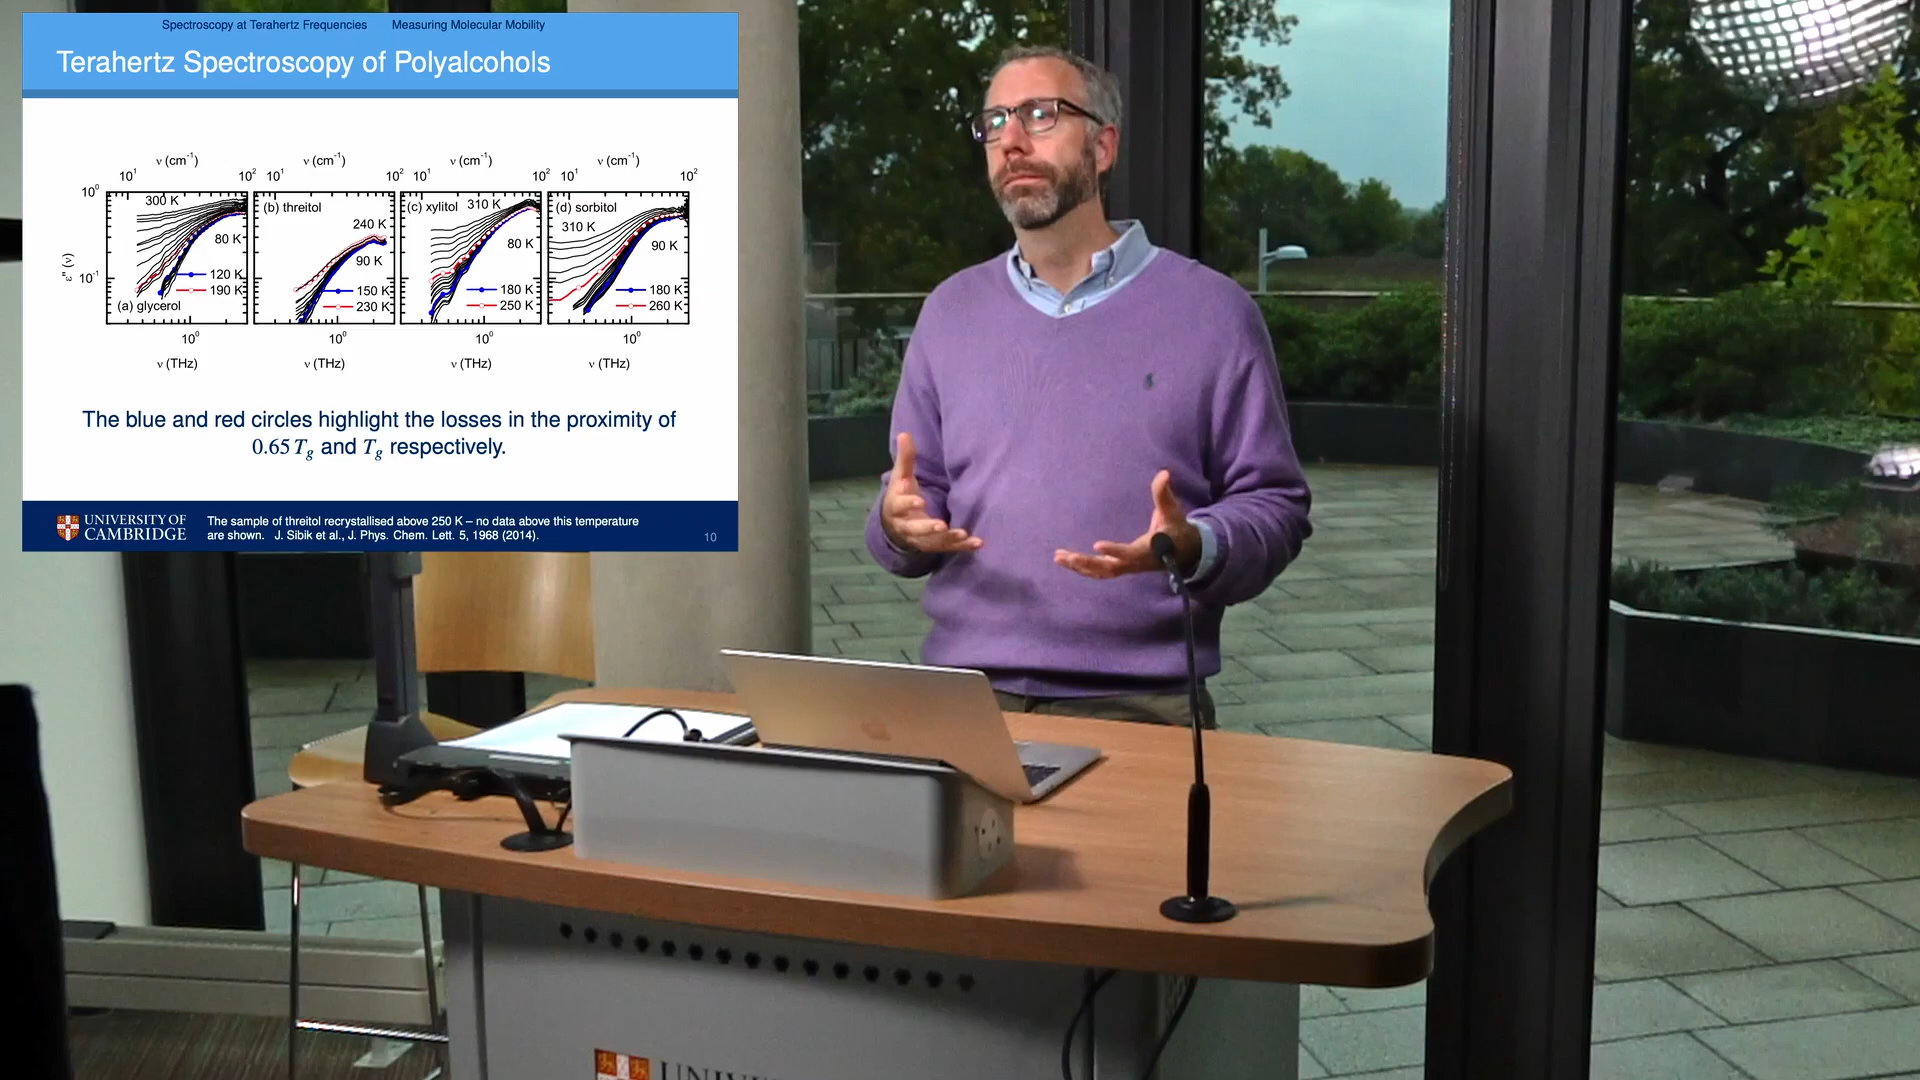 Spectroscopy at Terahertz Frequencies Measuring Molecular Mobility
Terahertz Spectroscopy of Polyalcohols
ν (cm⁻¹) ν (cm⁻¹) ν (cm⁻¹) ν (cm⁻¹)
10¹ 10² 10¹ 10² 10¹ 10² 10¹ 10²
10⁰
10⁻¹
ε'' (ν)
300 K
80 K
120 K
190 K
(a) glycerol
(b) threitol
240 K
90 K
150 K
230 K
(c) xylitol 310 K
80 K
180 K
250 K
(d) sorbitol
310 K
90 K
180 K
260 K
10⁰ 10⁰ 10⁰ 10⁰
ν (THz) ν (THz) ν (THz) ν (THz)
The blue and red circles highlight the losses in the proximity of
0.65 T_g and T_g respectively.
UNIVERSITY OF
CAMBRIDGE
The sample of threitol recrystallised above 250 K – no data above this temperature
are shown. J. Sibik et al., J. Phys. Chem. Lett. 5, 1968 (2014).
10